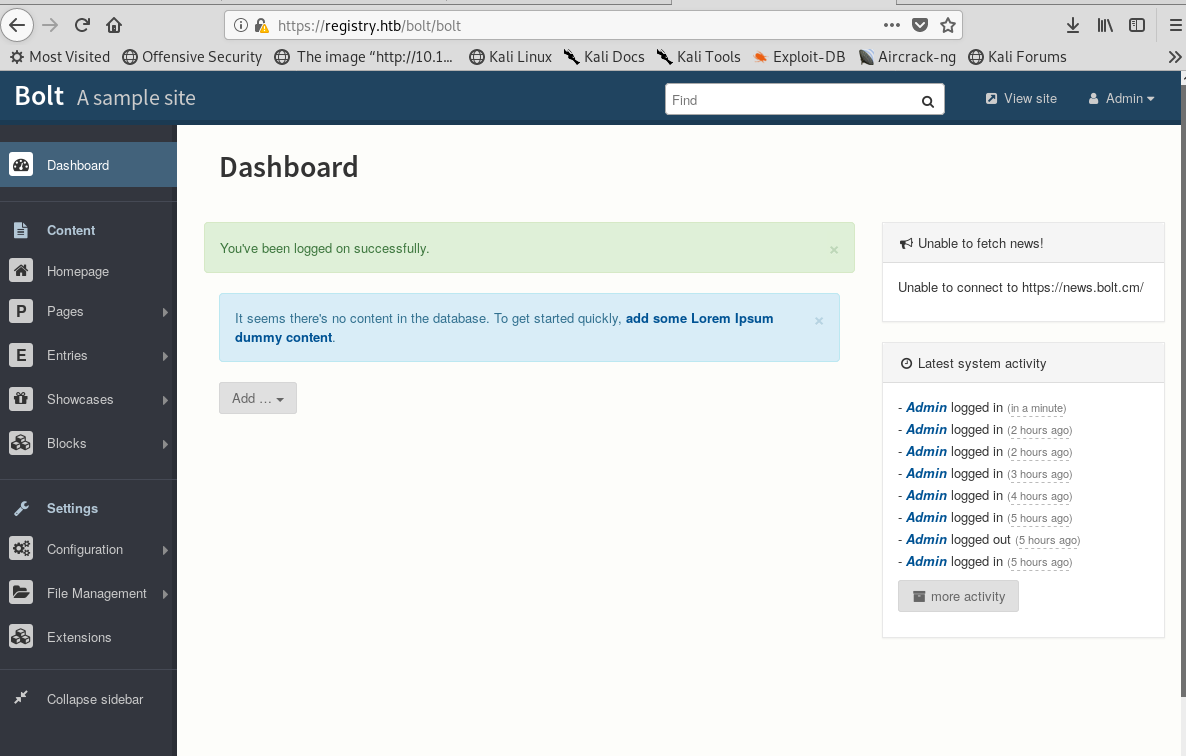 https://registry.htb/bolt/bolt
Most Visited Offensive Security The image “http://10.1... Kali Linux Kali Docs Kali Tools Exploit-DB Aircrack-ng Kali Forums
Bolt A sample site Find View site Admin
Dashboard
Content
Homepage
P Pages
E Entries
Showcases
Blocks
Settings
Configuration
File Management
Extensions
Collapse sidebar
Dashboard
You've been logged on successfully. ×
It seems there's no content in the database. To get started quickly, add some Lorem Ipsum ×
dummy content.
Add ...
Unable to fetch news!
Unable to connect to https://news.bolt.cm/
Latest system activity
- Admin logged in (in a minute)
- Admin logged in (2 hours ago)
- Admin logged in (2 hours ago)
- Admin logged in (3 hours ago)
- Admin logged in (4 hours ago)
- Admin logged in (5 hours ago)
- Admin logged out (5 hours ago)
- Admin logged in (5 hours ago)
more activity